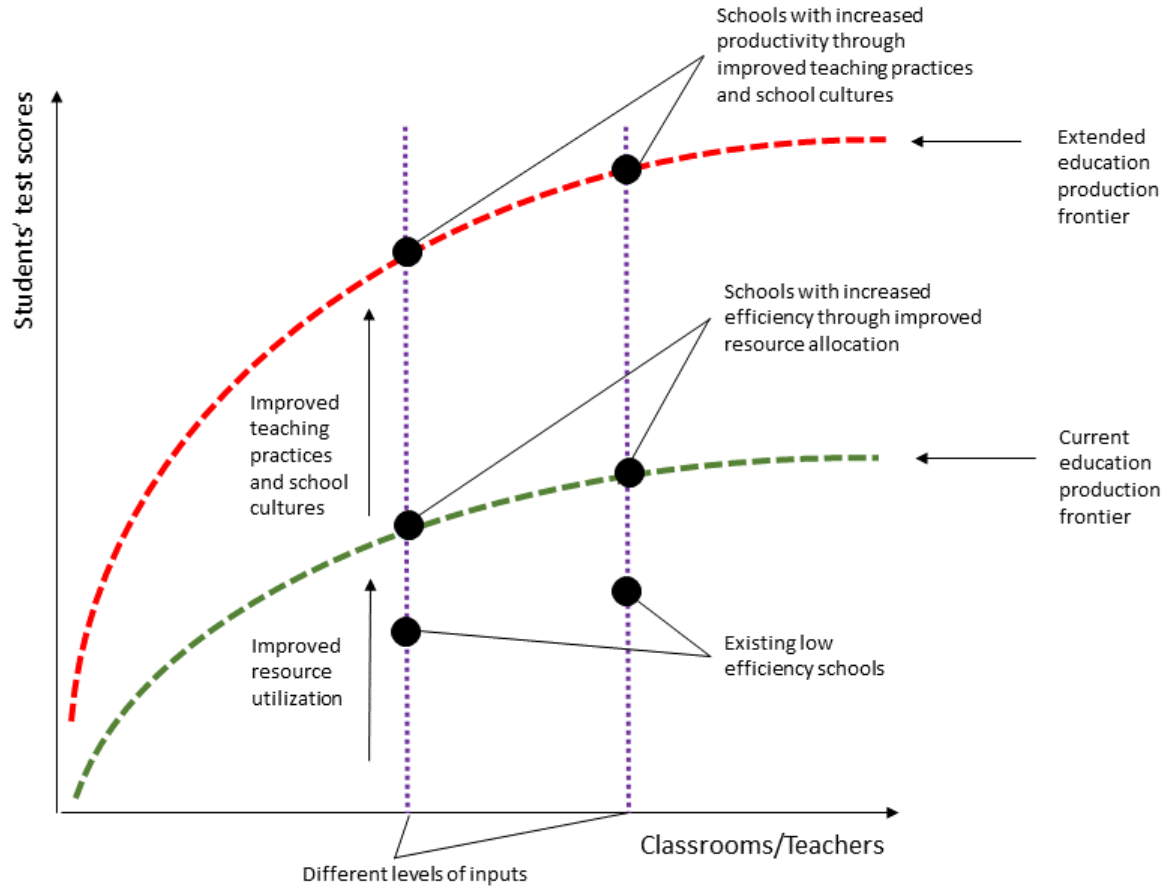 Schools with increased
productivity through
improved teaching practices
and school cultures
Students' test scores
Extended
education
production
frontier
Schools with increased
efficiency through improved
resource allocation
Improved
teaching
practices
and school
cultures
Current
education
production
frontier
Improved
resource
utilization
Existing low
efficiency schools
Classrooms/Teachers
Different levels of inputs